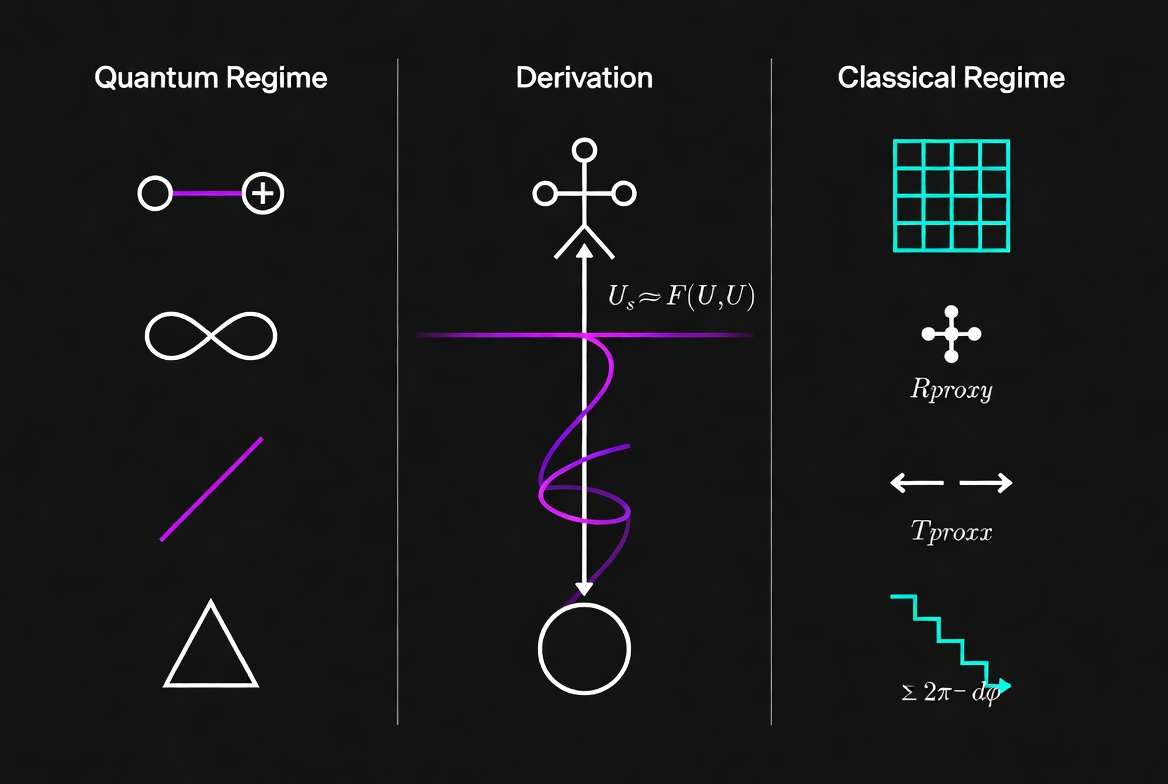 Quantum Regime
Derivation
Classical Regime
U_s ≈ F(U,U)
Rproxy
Tproxx
Σ 2π− dφ